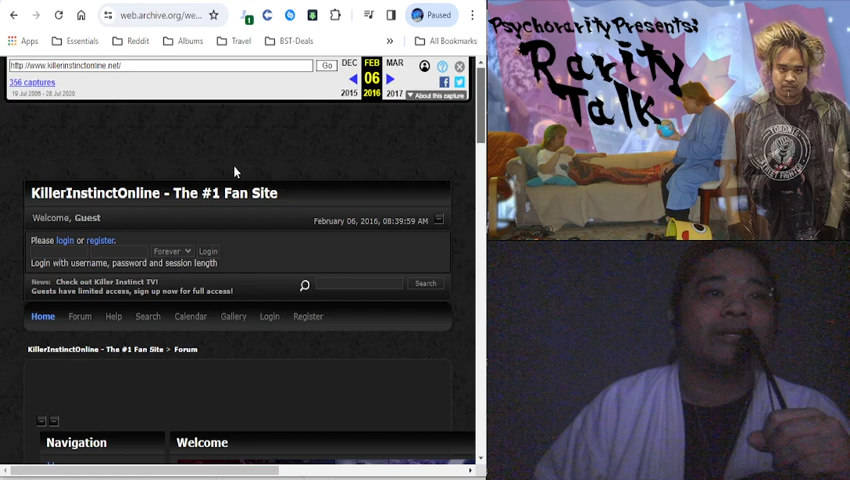 web.archive.org/we...
Paused
Apps
Essentials
Reddit
Albums
Travel
BST-Deals
»
All Bookmarks
http://www.killerinstinctonline.net/
Go
DEC
FEB
MAR
356 captures
06
19 Jul 2006 - 28 Jul 2020
2015
2016
2017
About this capture
KillerInstinctOnline - The #1 Fan Site
Welcome, Guest
February 06, 2016, 08:39:59 AM
Please login or register.
Forever
Login
Login with username, password and session length
News: Check out Killer Instinct TV!
Guests have limited access, sign up now for full access!
Search
Home Forum Help Search Calendar Gallery Login Register
KillerInstinctOnline - The #1 Fan Site > Forum
Navigation
Welcome
PsychorarityPresents:
Rarity
Talk
TORONTO
STREET FIGHTER